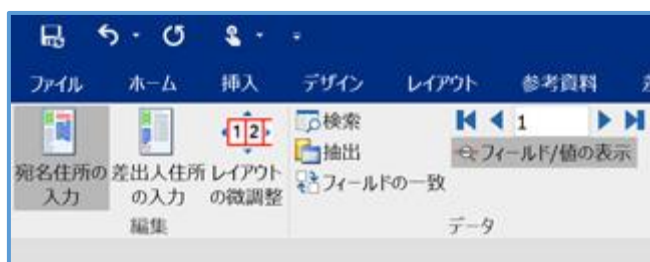 ファイル ホーム 挿入 デザイン レイアウト 参考資料
宛名住所の入力
差出人住所の入力
1 2
レイアウトの微調整
編集
検索
抽出
フィールドの一致
1
フィールド/値の表示
データ